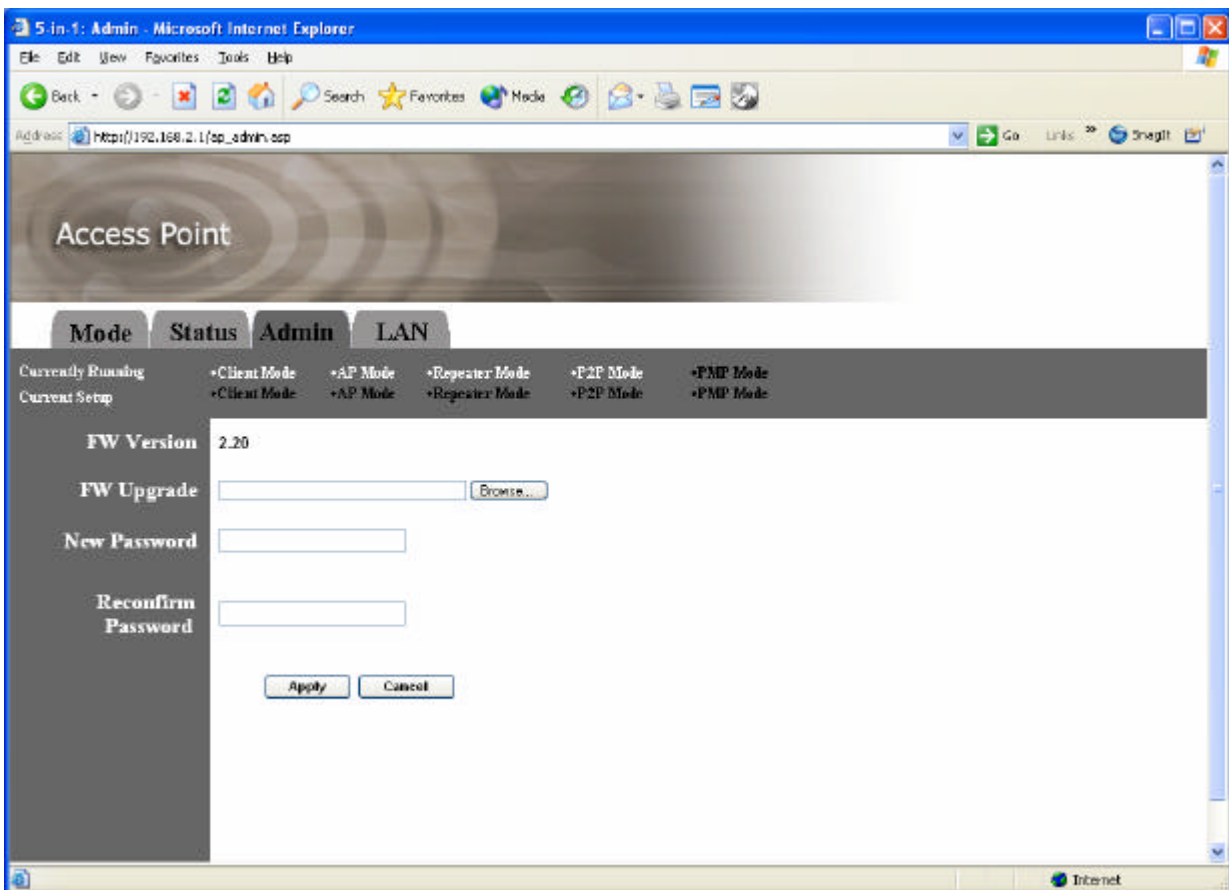 5-in-1: Admin - Microsoft Internet Explorer
File Edit View Favorites Tools Help
Back Search Favorites Media
Address http://192.168.2.1/ap_admin.asp Go Links » SnagIt
Access Point
Mode Status Admin LAN
Currently Running •Client Mode •AP Mode •Repeater Mode •P2P Mode •PMP Mode
Current Setup •Client Mode •AP Mode •Repeater Mode •P2P Mode •PMP Mode
FW Version 2.20
FW Upgrade Browse...
New Password
Reconfirm
Password
Apply Cancel
Internet